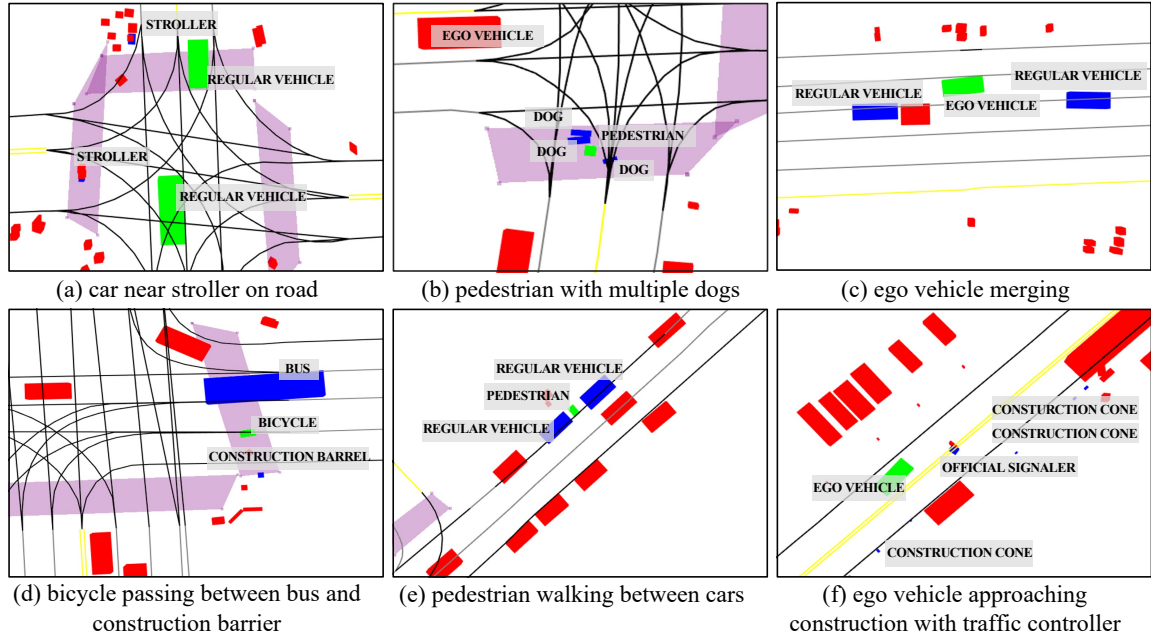 STROLLER
REGULAR VEHICLE
STROLLER
REGULAR VEHICLE
(a) car near stroller on road
EGO VEHICLE
DOG
PEDESTRIAN
DOG
DOG
(b) pedestrian with multiple dogs
REGULAR VEHICLE
REGULAR VEHICLE
EGO VEHICLE
(c) ego vehicle merging
BUS
BICYCLE
CONSTRUCTION BARREL
(d) bicycle passing between bus and
construction barrier
REGULAR VEHICLE
PEDESTRIAN
REGULAR VEHICLE
(e) pedestrian walking between cars
CONSTURCTION CONE
CONSTRUCTION CONE
OFFICIAL SIGNALER
EGO VEHICLE
CONSTRUCTION CONE
(f) ego vehicle approaching
construction with traffic controller